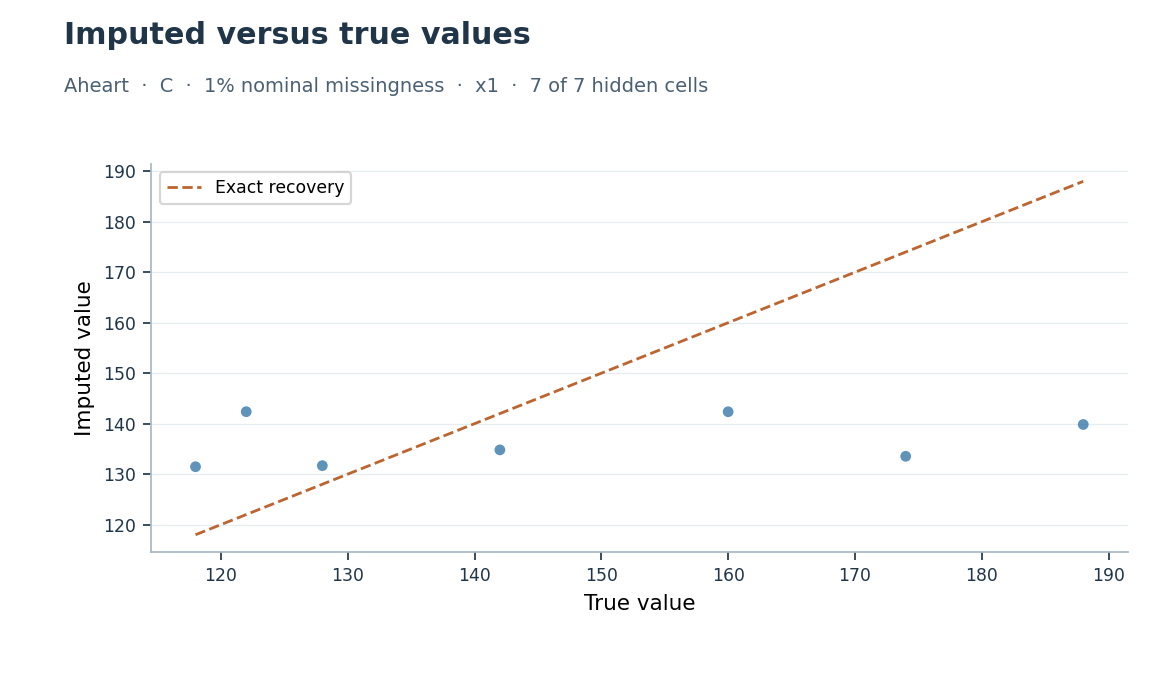 Imputed versus true values
Aheart · C · 1% nominal missingness · x1 · 7 of 7 hidden cells
190
180
170
160
150
140
130
120
Imputed value
Exact recovery
120 130 140 150 160 170 180 190
True value